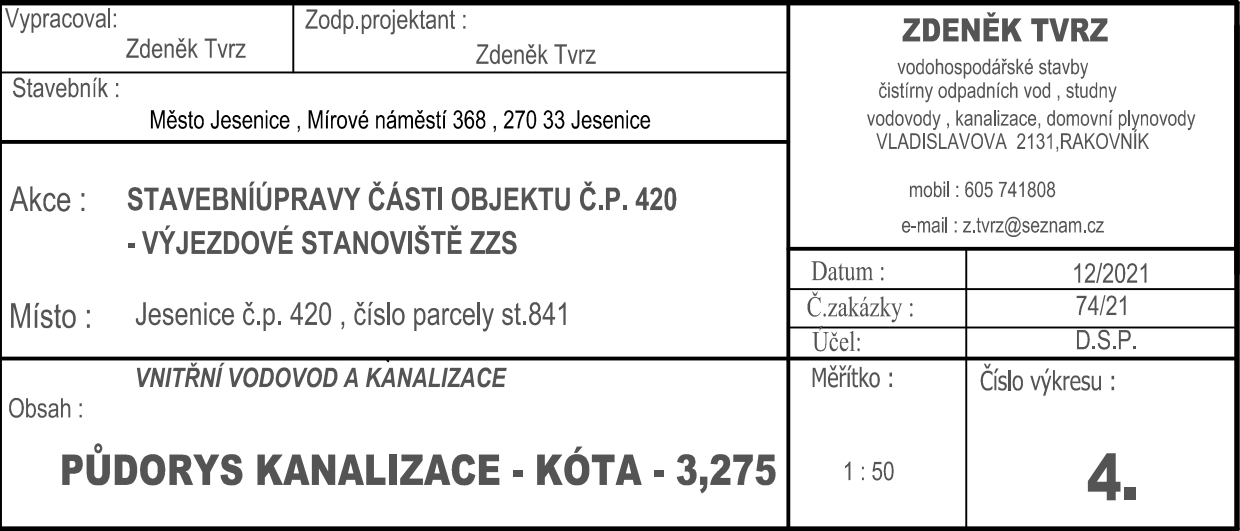 Vypracoval:
Zdeněk Tvrz
Zodp.projektant :
Zdeněk Tvrz
Stavebník :
Město Jesenice , Mírové náměstí 368 , 270 33 Jesenice
ZDENĚK TVRZ
vodohospodářské stavby
čistírny odpadních vod , studny
vodovody , kanalizace, domovní plynovody
VLADISLAVOVA 2131,RAKOVNÍK
mobil : 605 741808
e-mail : z.tvrz@seznam.cz
Akce : STAVEBNÍÚPRAVY ČÁSTI OBJEKTU Č.P. 420
- VÝJEZDOVÉ STANOVIŠTĚ ZZS
Místo : Jesenice č.p. 420 , číslo parcely st.841
Datum : 12/2021
Č.zakázky : 74/21
Účel: D.S.P.
VNITŘNÍ VODOVOD A KANALIZACE
Obsah :
PŮDORYS KANALIZACE - KÓTA - 3,275
Měřítko :
1 : 50
Číslo výkresu :
4.